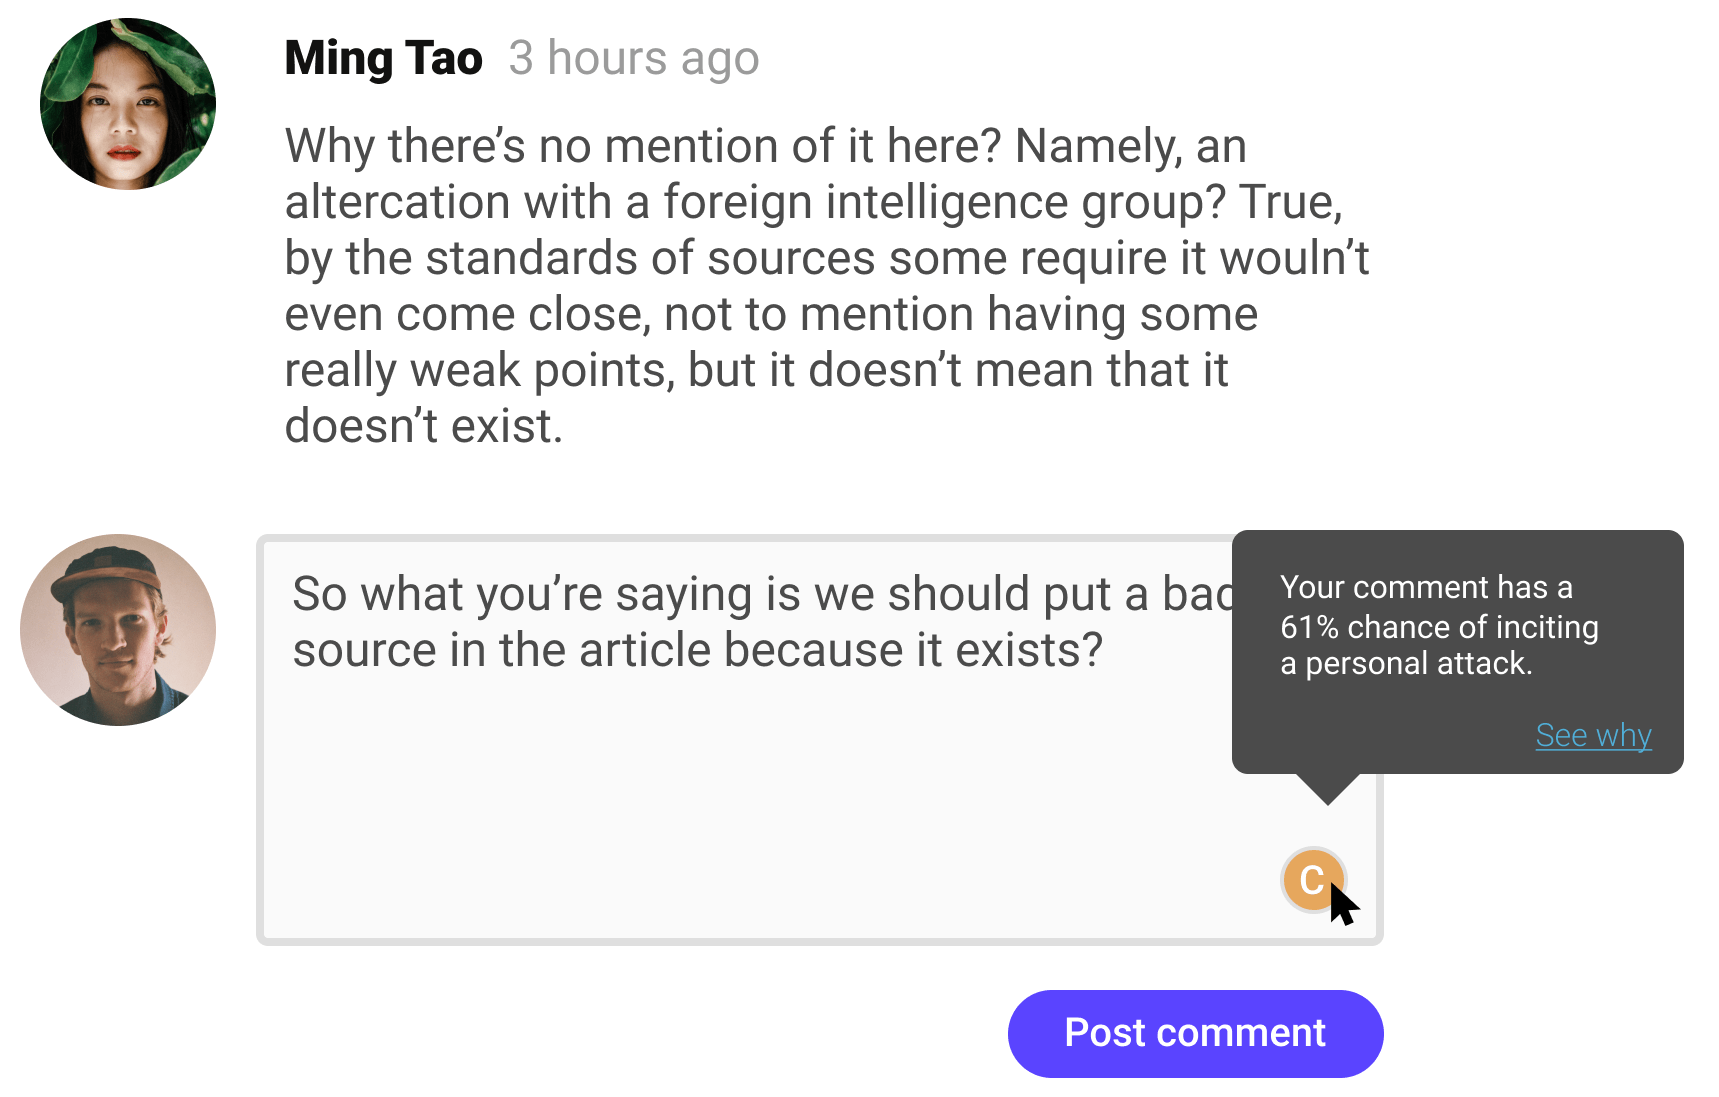 Ming Tao 3 hours ago
Why there’s no mention of it here? Namely, an
altercation with a foreign intelligence group? True,
by the standards of sources some require it wouln’t
even come close, not to mention having some
really weak points, but it doesn’t mean that it
doesn’t exist.
So what you’re saying is we should put a bad
source in the article because it exists?
Your comment has a
61% chance of inciting
a personal attack.
See why
C
Post comment